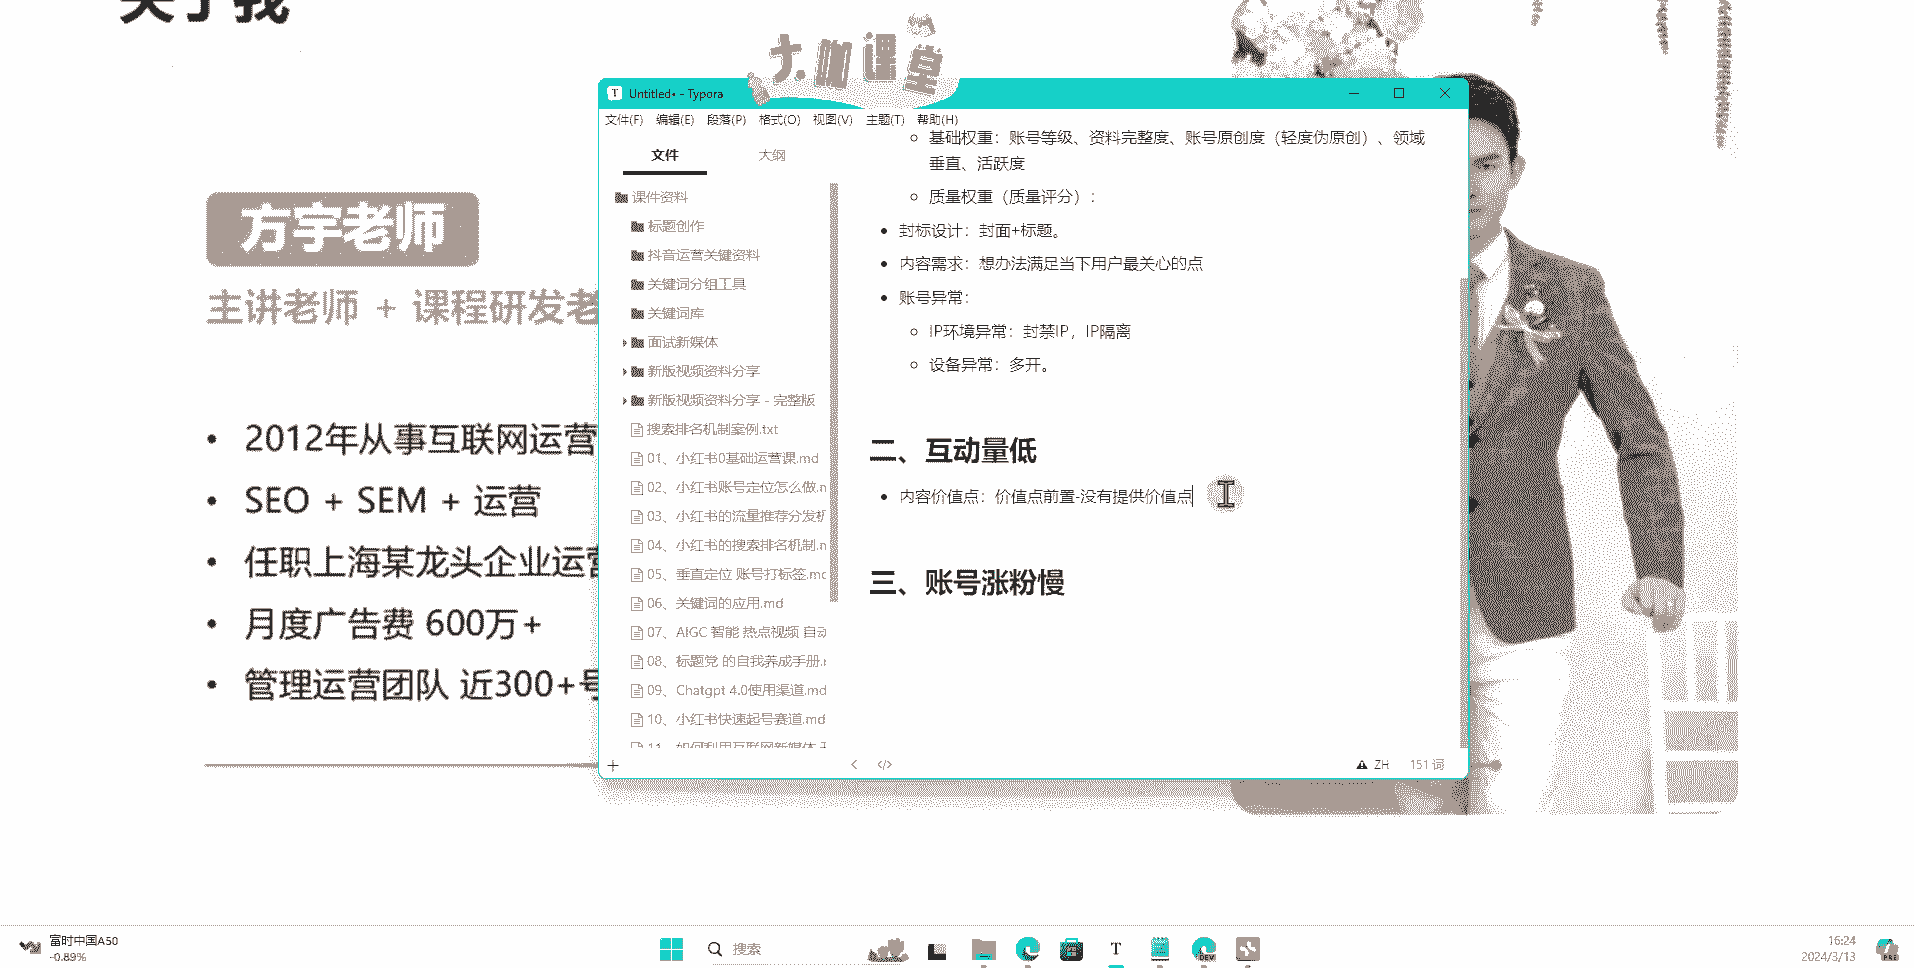 关于我
大咖课堂
方宇老师
主讲老师 + 课程研发老
2012年从事互联网运营
SEO + SEM + 运营
任职上海某龙头企业运营
月度广告费 600万+
管理运营团队 近300+号
Untitled• - Typora
文件(F) 编辑(E) 段落(P) 格式(O) 视图(V) 主题(T) 帮助(H)
文件 大纲
课件资料
标题创作
抖音运营关键资料
关键词分组工具
关键词库
面试新媒体
新版视频资料分享
新版视频资料分享 - 完整版
搜索排名机制案例.txt
01、小红书0基础运营课.md
02、小红书账号定位怎么做.n
03、小红书的流量推荐分发机
04、小红书的搜索排名机制.n
05、垂直定位 账号打标签.mc
06、关键词的应用.md
07、AIGC 智能 热点视频 自动
08、标题党 的自我养成手册.r
09、Chatgpt 4.0使用渠道.md
10、小红书快速起号赛道.md
11、如何利用互联网新媒体
基础权重：账号等级、资料完整度、账号原创度（轻度伪原创）、领域
垂直、活跃度
质量权重（质量评分）：
封标设计：封面+标题。
内容需求：想办法满足当下用户最关心的点
账号异常：
IP环境异常：封禁IP，IP隔离
设备异常：多开。
二、互动量低
内容价值点：价值点前置-没有提供价值点
三、账号涨粉慢
ZH 151 词
富时中国A50
-0.89%
搜索
T
DEV
16:24
2024/3/13
PRE